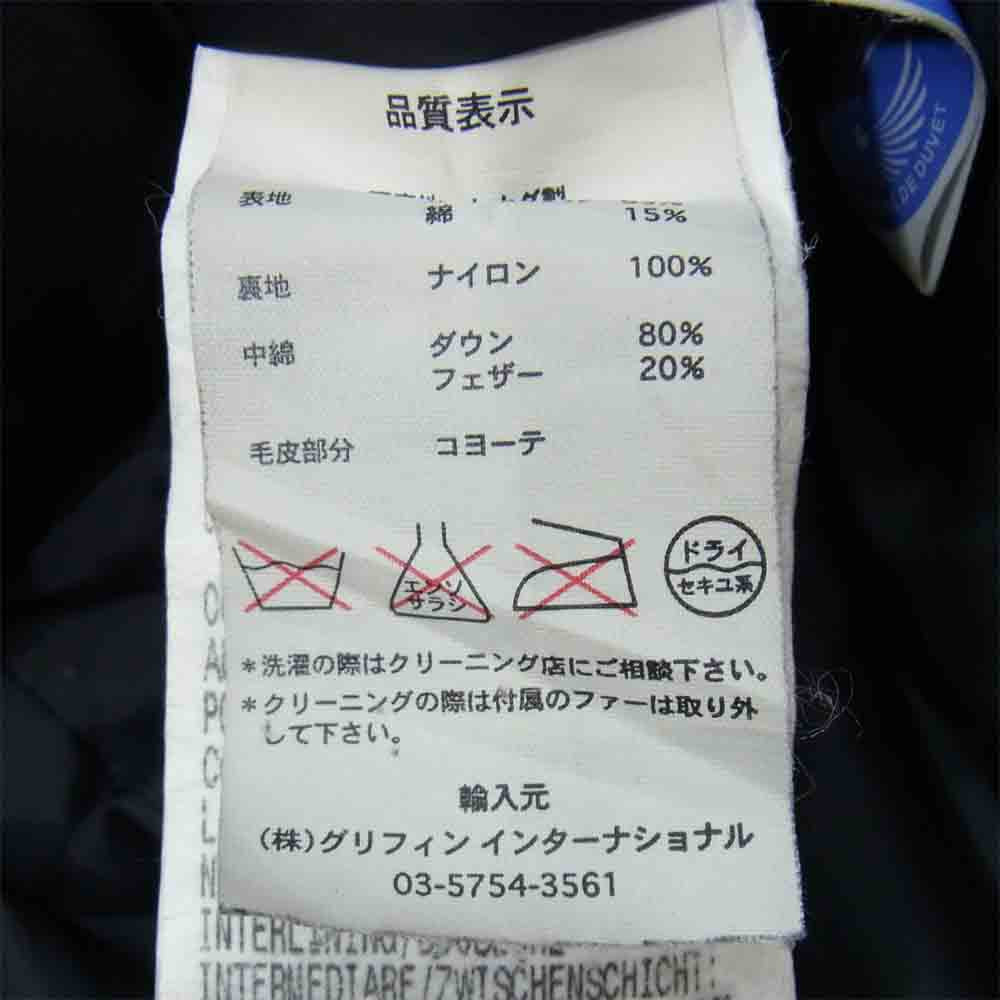 品質表示
表地
綿 15%
裏地 ナイロン 100%
中綿 ダウン 80%
フェザー 20%
毛皮部分 コヨーテ
エンソ
サラシ
ドライ
セキユ系
*洗濯の際はクリーニング店にご相談下さい。
*クリーニングの際は付属のファーは取り外
して下さい。
輸入元
(株)グリフィン インターナショナル
03-5754-3561
INTERMEDIARE/ZWISCHENSCHICHT:
DE DUVET